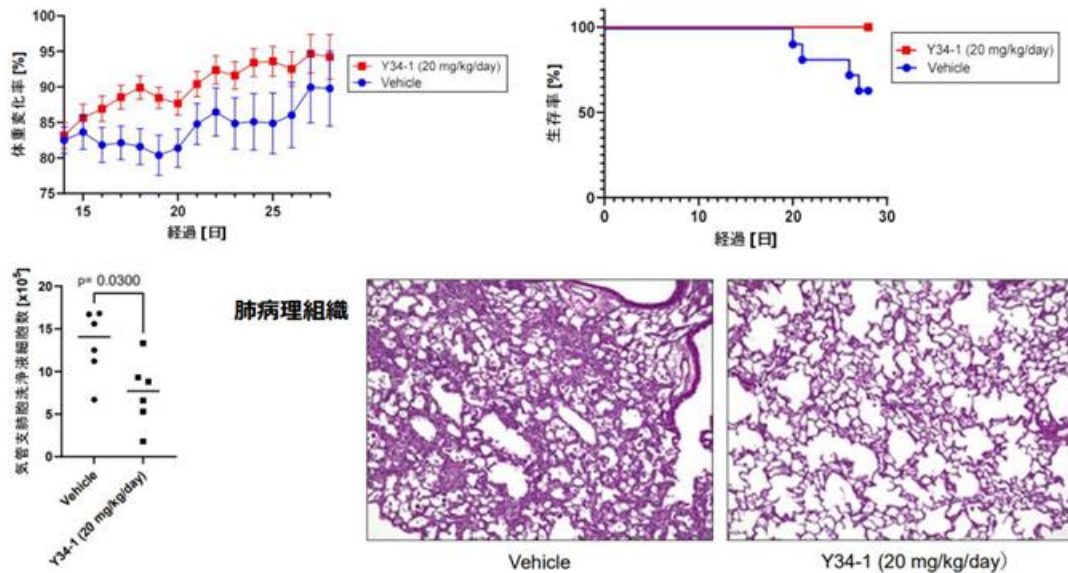 体重変化率 [%]
100
95
90
85
80
75
15
20
25
経過 [日]
Y34-1 (20 mg/kg/day)
Vehicle
生存率 [%]
100
50
0
0
10
20
30
経過 [日]
Y34-1 (20 mg/kg/day)
Vehicle
気管支肺胞洗浄液細胞数 [x10⁵]
p= 0.0300
20
15
10
5
0
Vehicle
Y34-1 (20 mg/kg/day)
肺病理組織
Vehicle
Y34-1 (20 mg/kg/day)